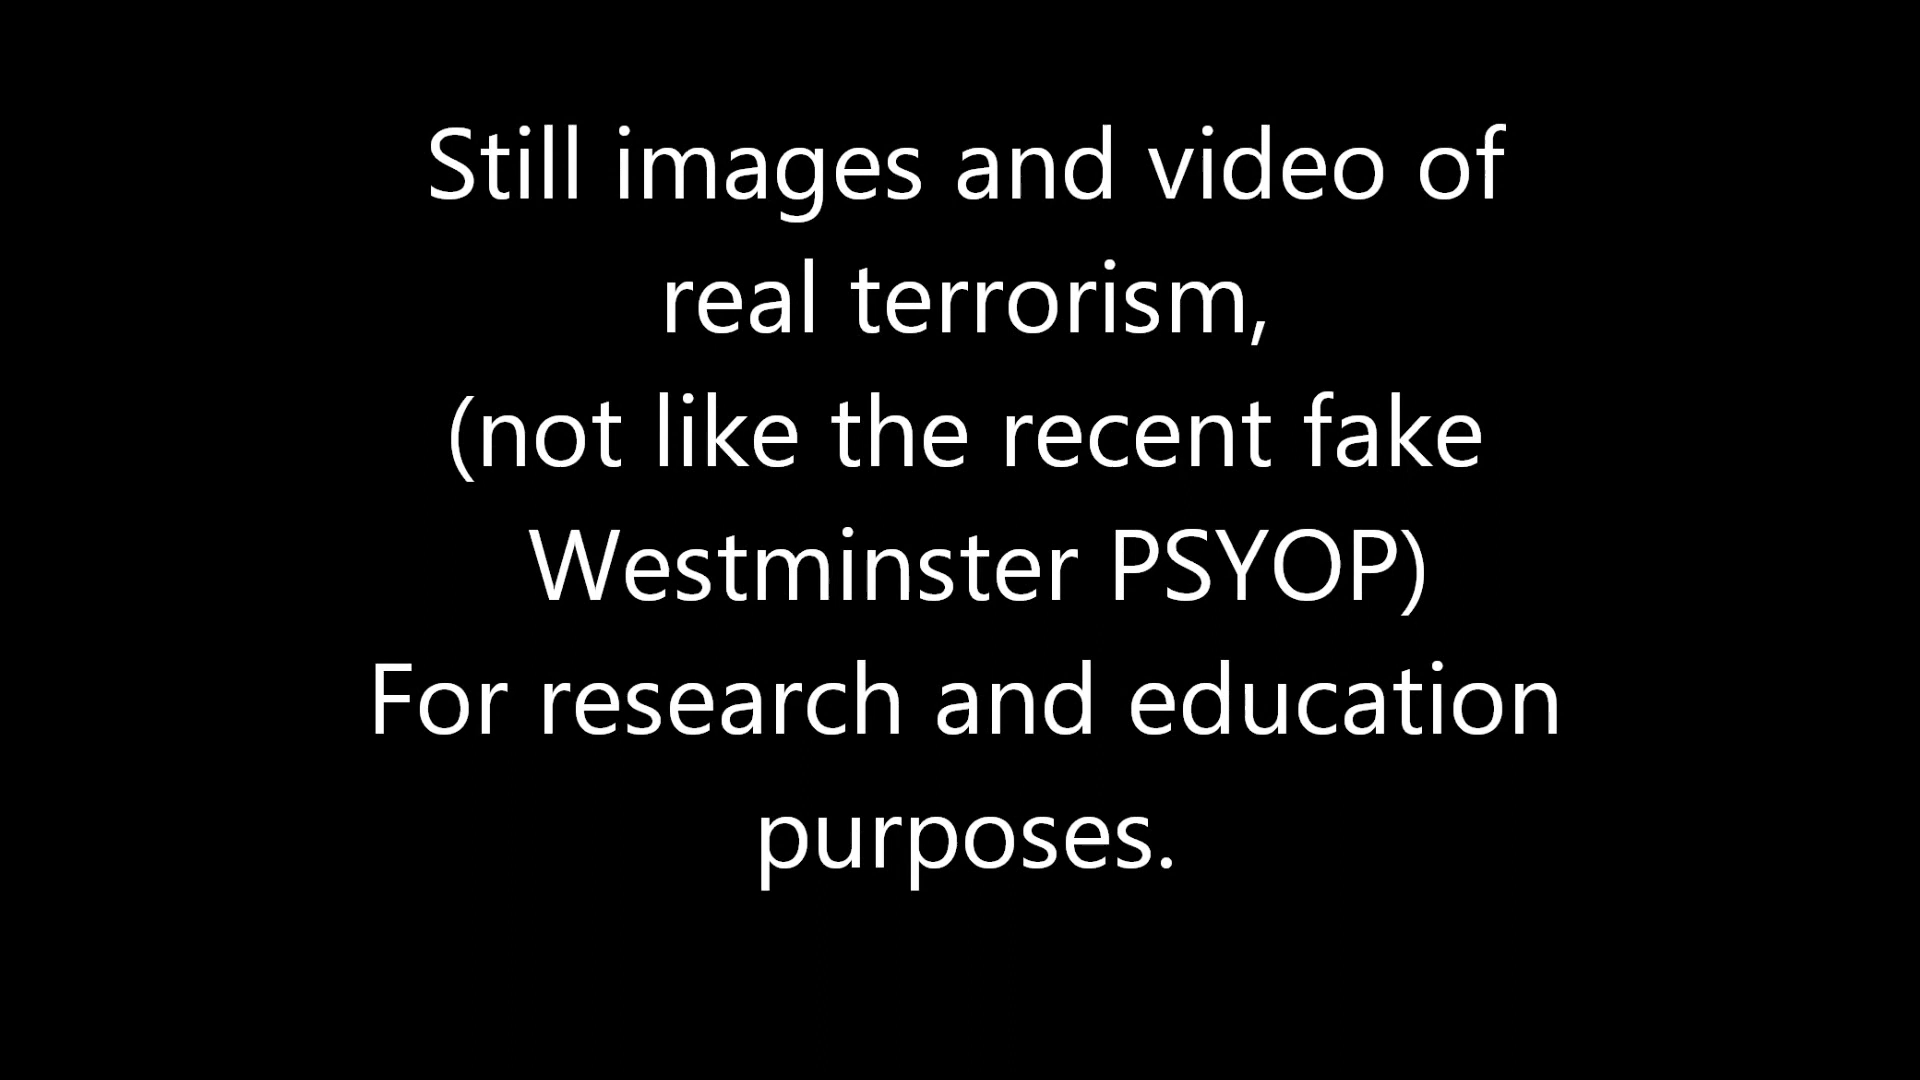 Still images and video of
real terrorism,
(not like the recent fake
Westminster PSYOP)
For research and education
purposes.